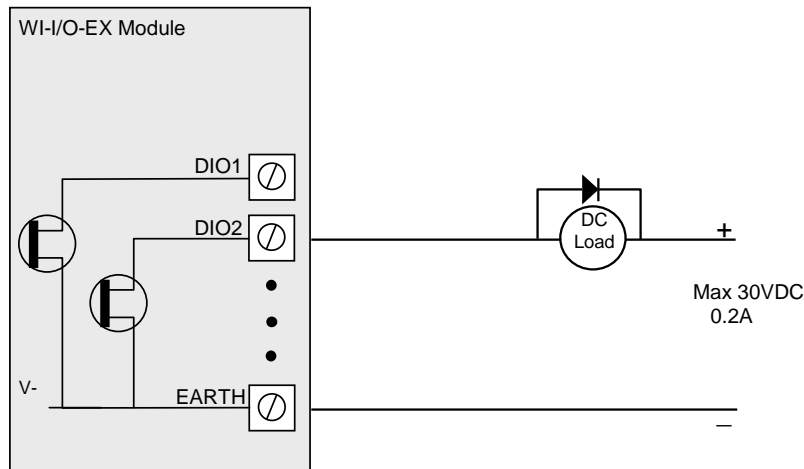 WI-I/O-EX Module
DIO1
DIO2
DC
Load
+
Max 30VDC
0.2A
V-
EARTH
_